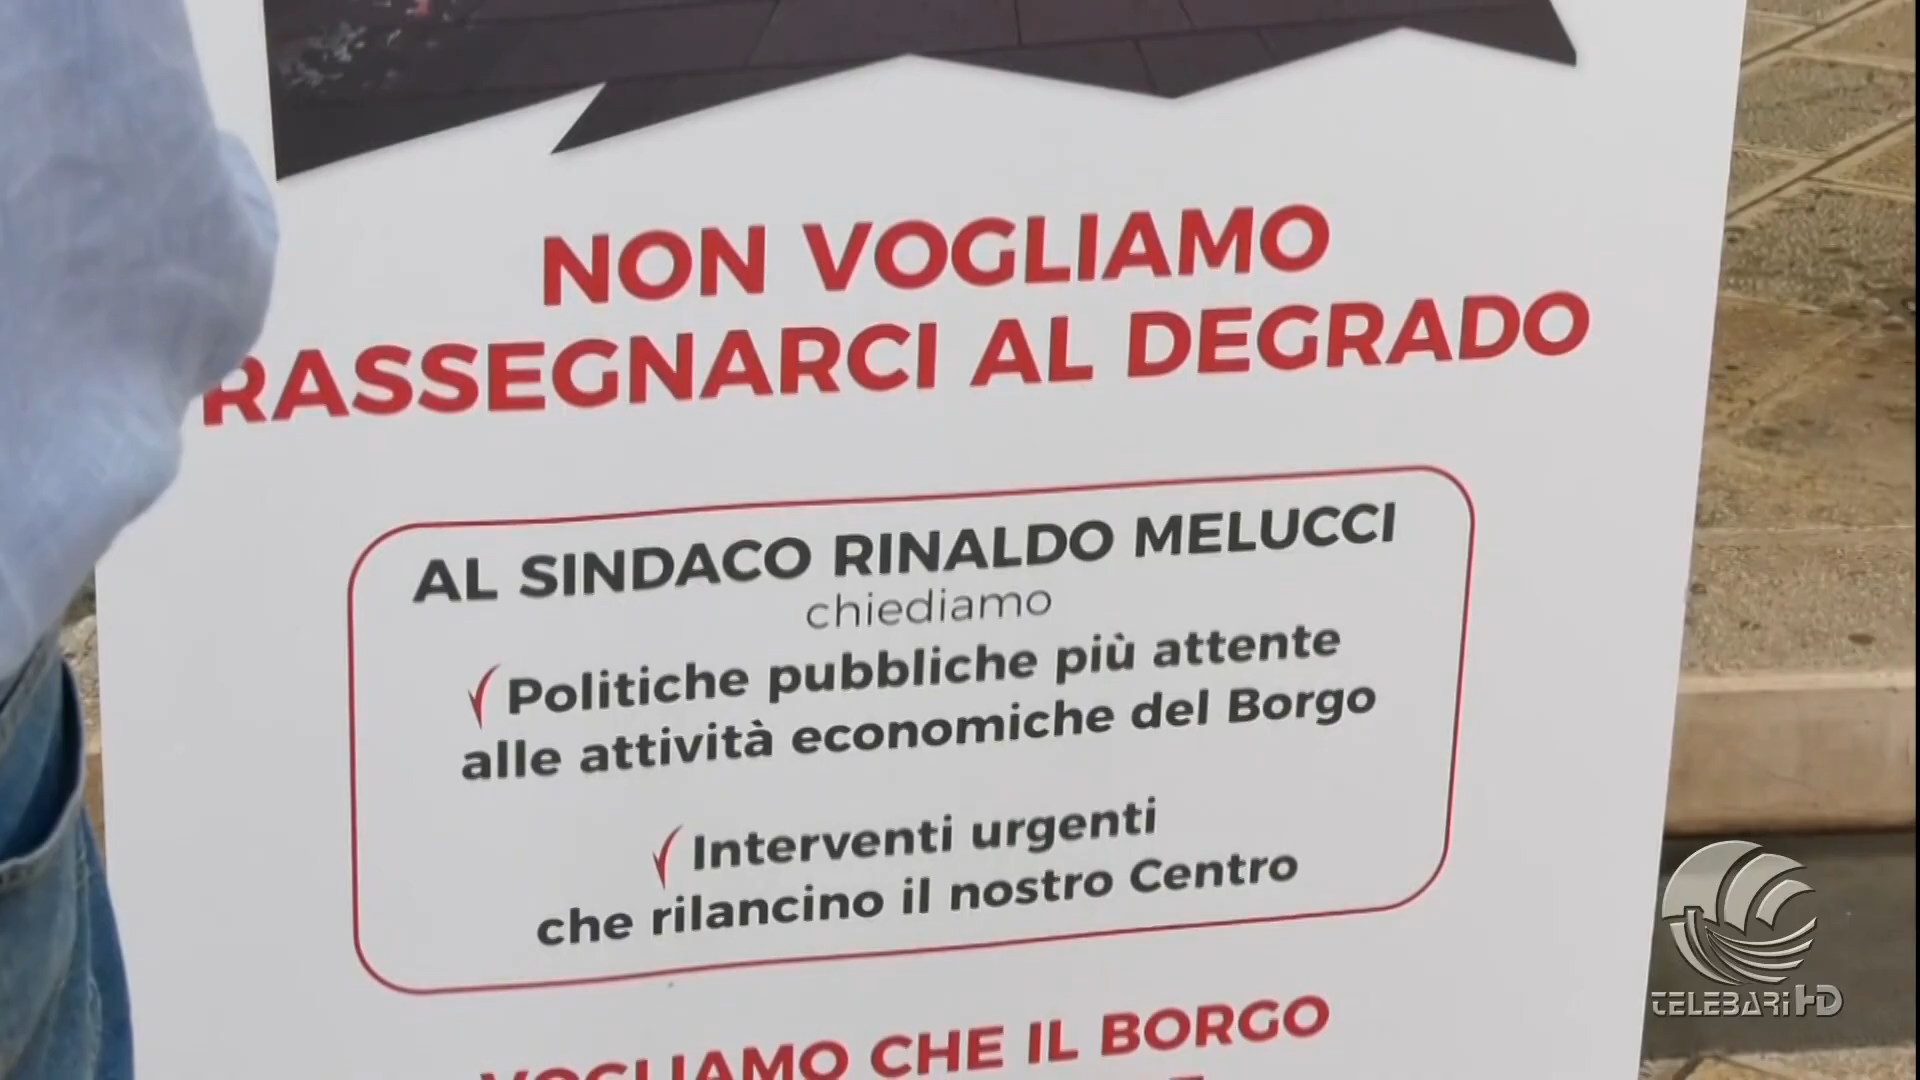 NON VOGLIAMO
RASSEGNARCI AL DEGRADO
AL SINDACO RINALDO MELUCCI
chiediamo
Politiche pubbliche più attente
alle attività economiche del Borgo
Interventi urgenti
che rilancino il nostro Centro
VOGLIAMO CHE IL BORGO
TELEBARI HD